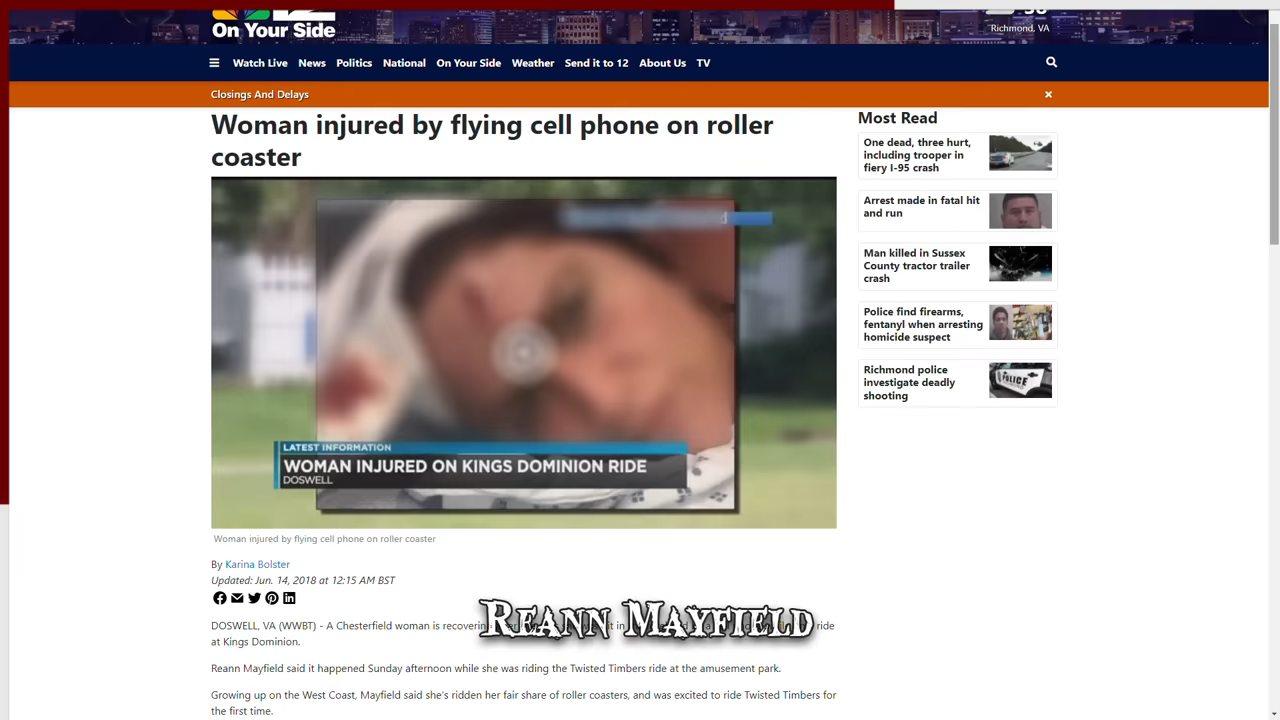 On Your Side
Richmond, VA
Watch Live News Politics National On Your Side Weather Send it to 12 About Us TV
Closings And Delays
Woman injured by flying cell phone on roller
coaster
LATEST INFORMATION
WOMAN INJURED ON KINGS DOMINION RIDE
DOSWELL
Woman injured by flying cell phone on roller coaster
By Karina Bolster
Updated: Jun. 14, 2018 at 12:15 AM BST
REANN MAYFIELD
DOSWELL, VA (WWBT) - A Chesterfield woman is recovering ride
at Kings Dominion.
Reann Mayfield said it happened Sunday afternoon while she was riding the Twisted Timbers ride at the amusement park.
Growing up on the West Coast, Mayfield said she's ridden her fair share of roller coasters, and was excited to ride Twisted Timbers for
the first time.
Most Read
One dead, three hurt,
including trooper in
fiery I-95 crash
Arrest made in fatal hit
and run
Man killed in Sussex
County tractor trailer
crash
Police find firearms,
fentanyl when arresting
homicide suspect
Richmond police
investigate deadly
shooting
POLICE